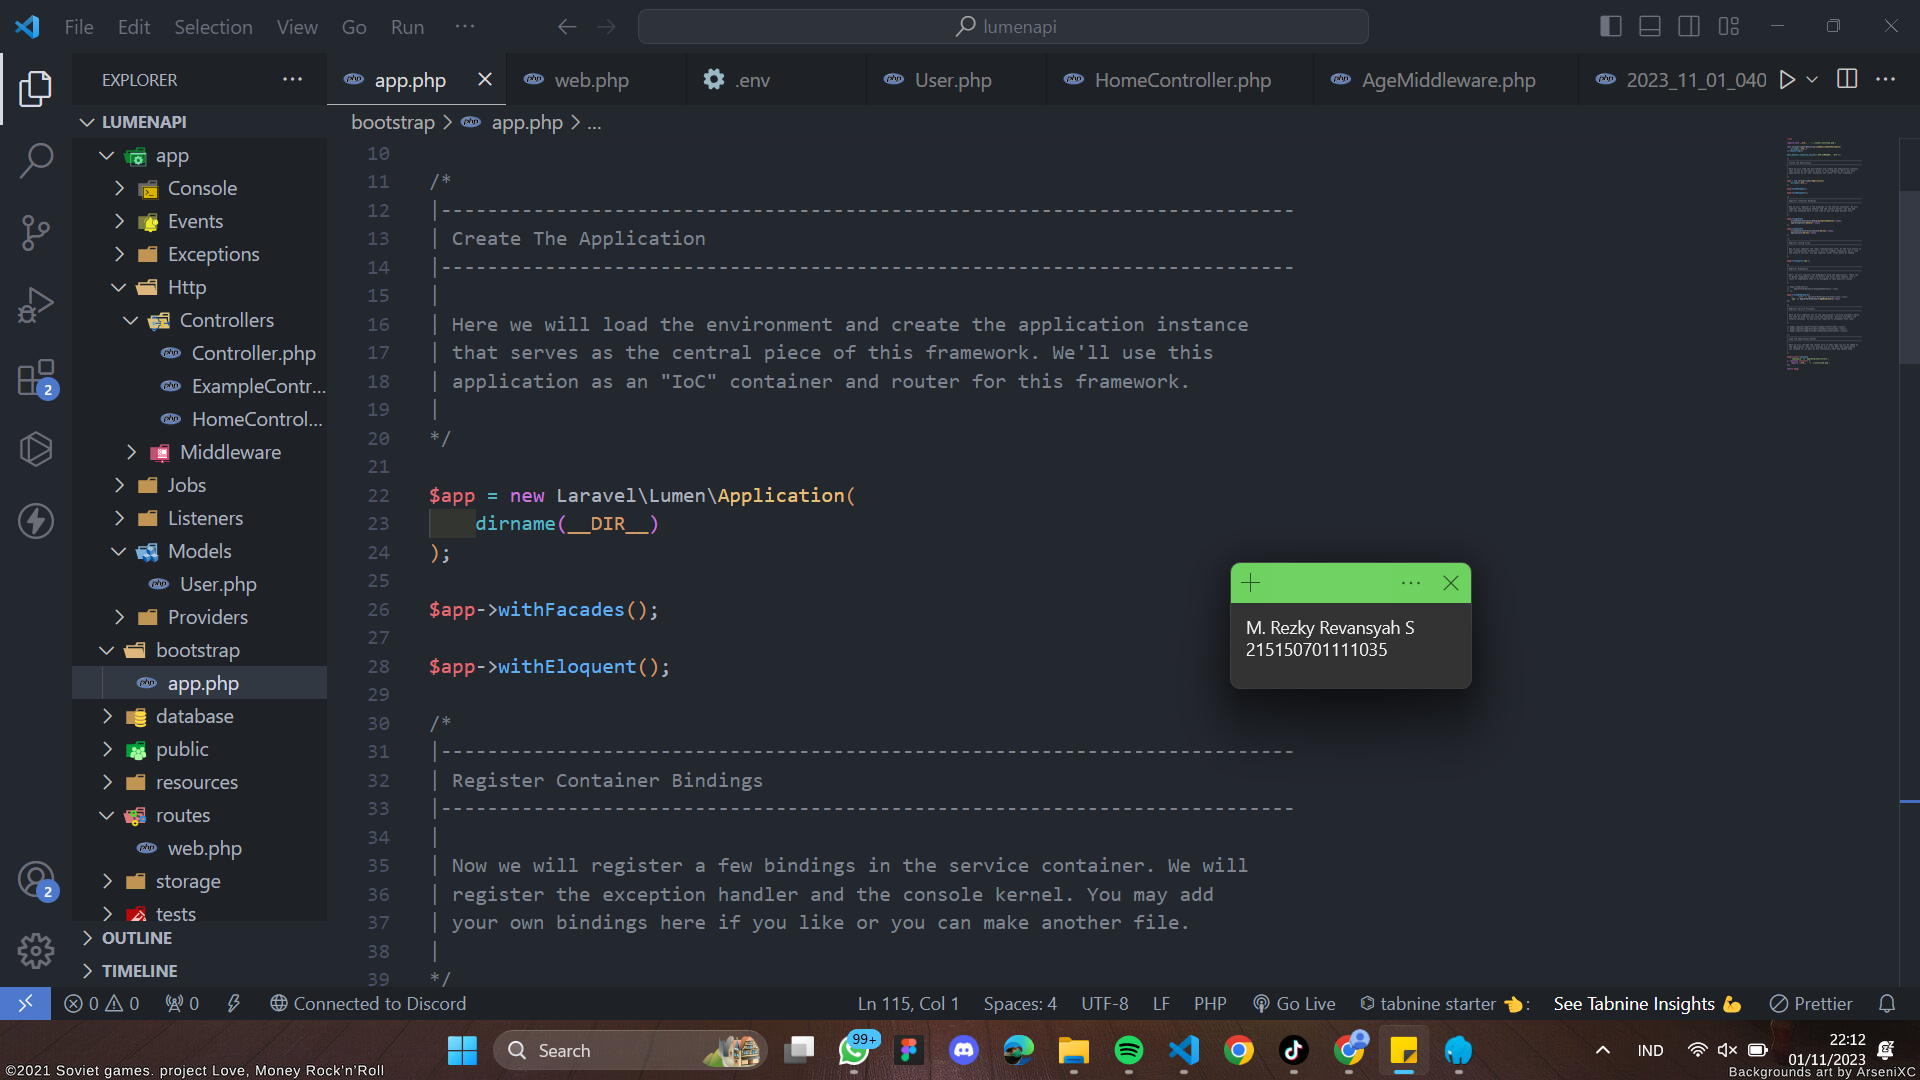 File Edit Selection View Go Run ··· lumenapi
EXPLORER ···
app.php web.php .env User.php HomeController.php AgeMiddleware.php 2023_11_01_040 ···
bootstrap > app.php > ...
LUMENAPI
app
Console
Events
Exceptions
Http
Controllers
Controller.php
ExampleContr...
HomeControl...
Middleware
Jobs
Listeners
Models
User.php
Providers
bootstrap
app.php
database
public
resources
routes
web.php
storage
tests
OUTLINE
TIMELINE
10
11 /*
12 |--------------------------------------------------------------------------
13 | Create The Application
14 |--------------------------------------------------------------------------
15 |
16 | Here we will load the environment and create the application instance
17 | that serves as the central piece of this framework. We'll use this
18 | application as an "IoC" container and router for this framework.
19 |
20 */
21
22 $app = new Laravel\Lumen\Application(
23     dirname(__DIR__)
24 );
25
26 $app->withFacades();
27
28 $app->withEloquent();
29
30 /*
31 |--------------------------------------------------------------------------
32 | Register Container Bindings
33 |--------------------------------------------------------------------------
34 |
35 | Now we will register a few bindings in the service container. We will
36 | register the exception handler and the console kernel. You may add
37 | your own bindings here if you like or you can make another file.
38 |
39 */
M. Rezky Revansyah S
215150701111035
2
2
0 0 0 Connected to Discord Ln 115, Col 1 Spaces: 4 UTF-8 LF PHP Go Live tabnine starter 👈: See Tabnine Insights 💪 Prettier
Search 99+ IND 22:12
01/11/2023
©2021 Soviet games. project Love, Money Rock'n'Roll
Backgrounds art by ArseniXC